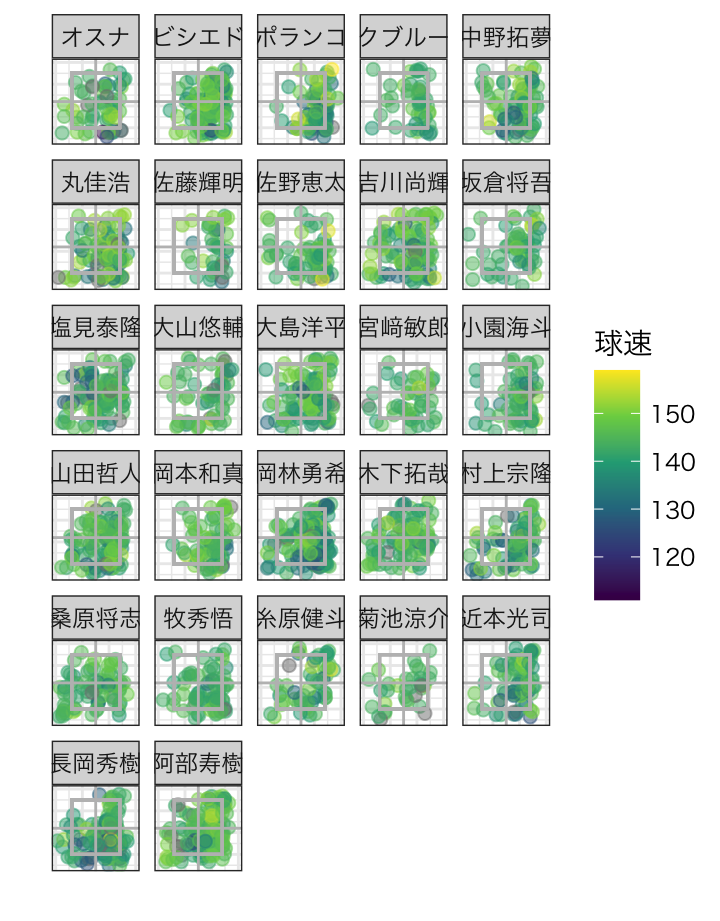 オスナ
ビシエド
ポランコ
クブルー
中野拓夢
丸佳浩
佐藤輝明
佐野恵太
吉川尚輝
坂倉将吾
塩見泰隆
大山悠輔
大島洋平
宮﨑敏郎
小園海斗
山田哲人
岡本和真
岡林勇希
木下拓哉
村上宗隆
桑原将志
牧秀悟
糸原健斗
菊池涼介
近本光司
長岡秀樹
阿部寿樹
球速
150
140
130
120